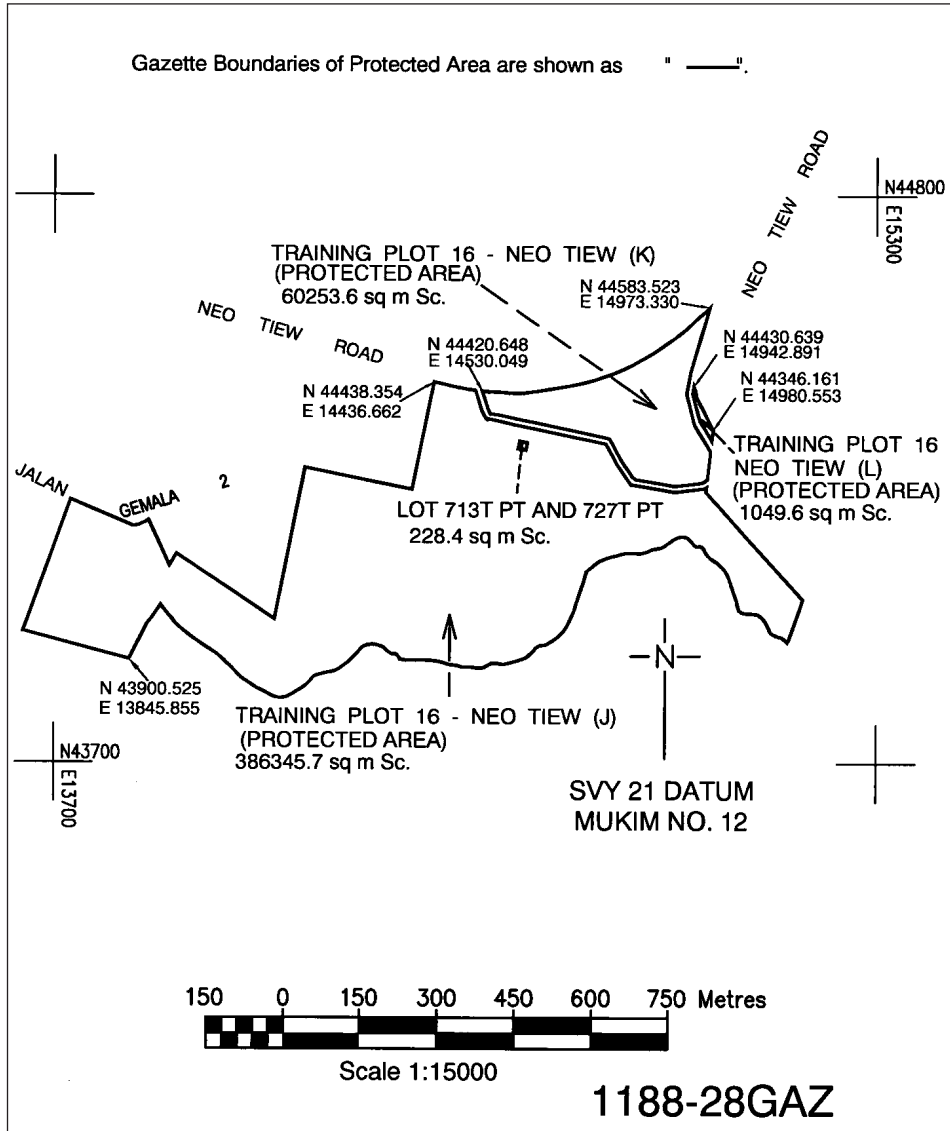 Gazette Boundaries of Protected Area are shown as " ——— ".
NEO TIEW ROAD
N44800
E15300
TRAINING PLOT 16 - NEO TIEW (K)
(PROTECTED AREA)
60253.6 sq m Sc.
N 44583.523
E 14973.330
NEO TIEW ROAD
N 44420.648
E 14530.049
N 44430.639
E 14942.891
N 44438.354
E 14436.662
N 44346.161
E 14980.553
TRAINING PLOT 16
NEO TIEW (L)
(PROTECTED AREA)
1049.6 sq m Sc.
JALAN GEMALA 2
LOT 713T PT AND 727T PT
228.4 sq m Sc.
N 43900.525
E 13845.855
N
TRAINING PLOT 16 - NEO TIEW (J)
(PROTECTED AREA)
386345.7 sq m Sc.
N43700
E13700
SVY 21 DATUM
MUKIM NO. 12
150 0 150 300 450 600 750 Metres
Scale 1:15000
1188-28GAZ